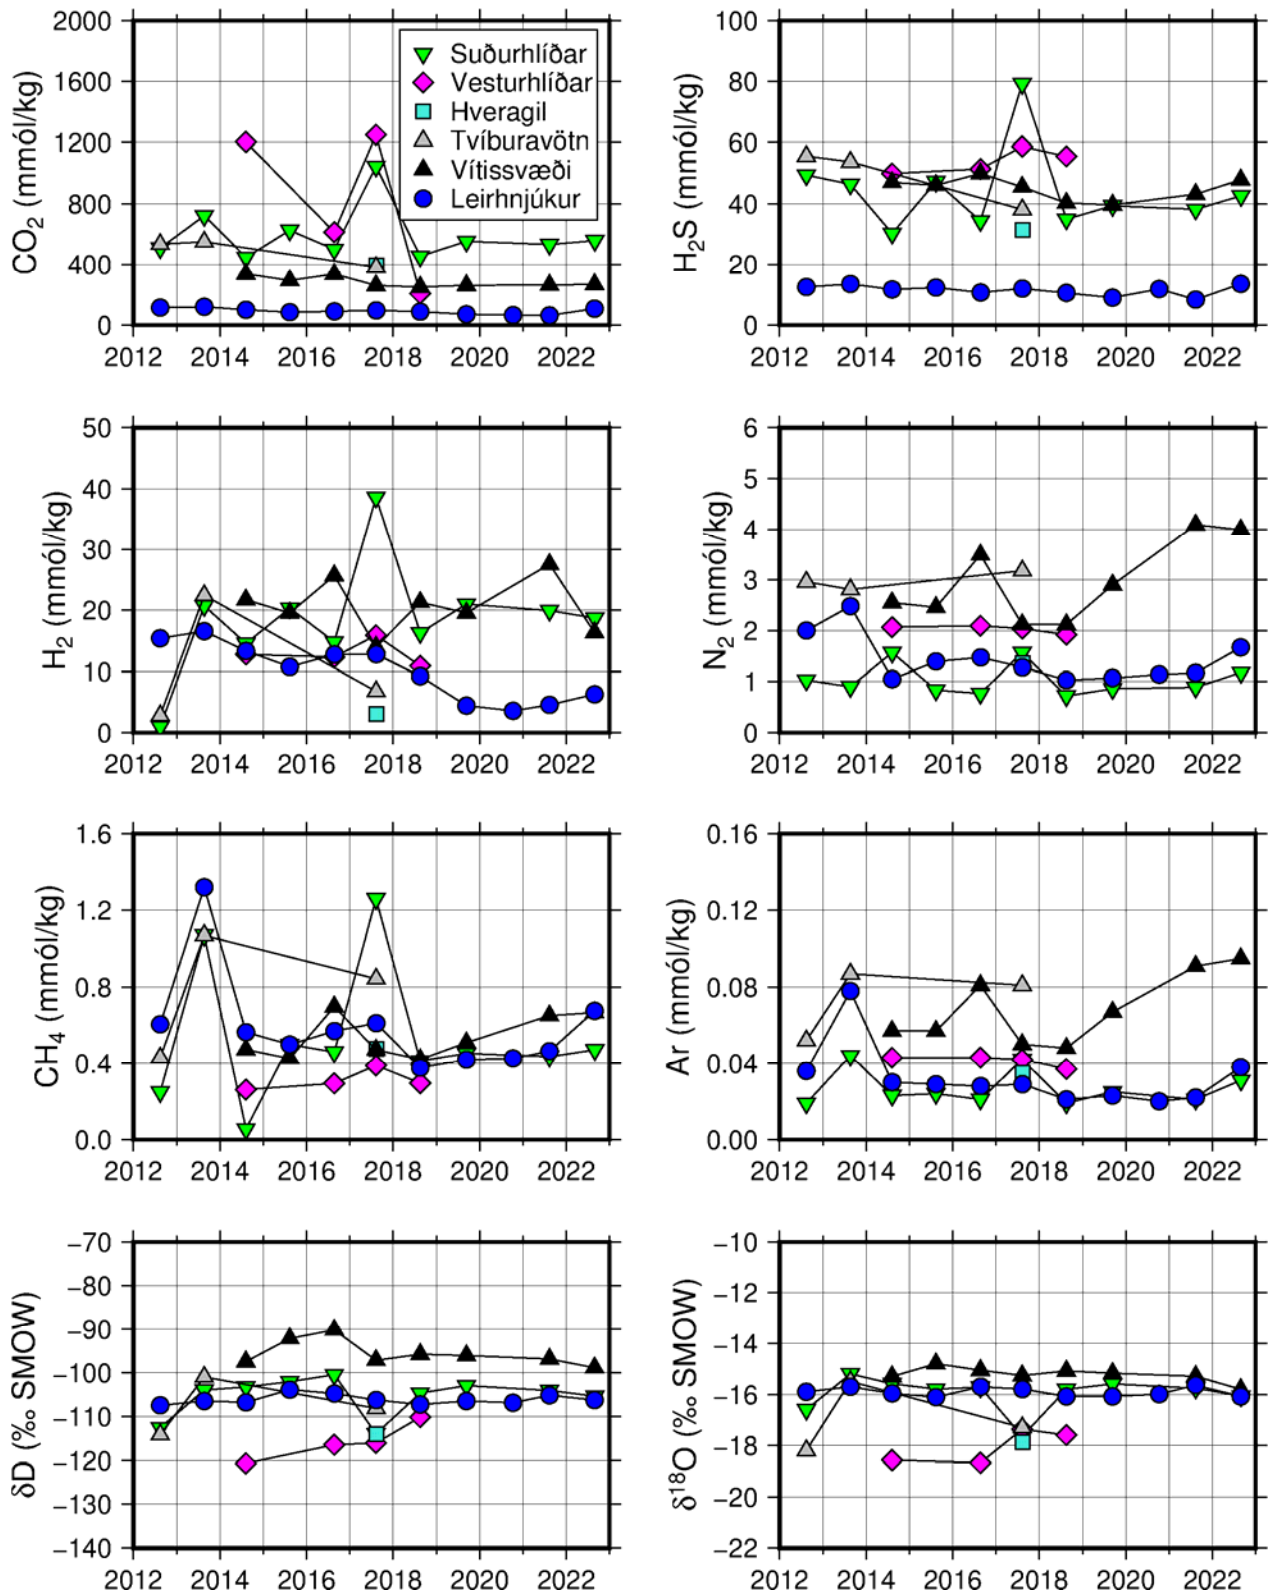 CO2 (mmól/kg)
2000
1600
1200
800
400
0
2012 2014 2016 2018 2020 2022
Suðurhlíðar
Vesturhlíðar
Hveragil
Tvíburavötn
Vítissvæði
Leirhnjúkur
H2S (mmól/kg)
100
80
60
40
20
0
2012 2014 2016 2018 2020 2022
H2 (mmól/kg)
50
40
30
20
10
0
2012 2014 2016 2018 2020 2022
N2 (mmól/kg)
6
5
4
3
2
1
0
2012 2014 2016 2018 2020 2022
CH4 (mmól/kg)
1.6
1.2
0.8
0.4
0.0
2012 2014 2016 2018 2020 2022
Ar (mmól/kg)
0.16
0.12
0.08
0.04
0.00
2012 2014 2016 2018 2020 2022
δD (‰ SMOW)
−70
−80
−90
−100
−110
−120
−130
−140
2012 2014 2016 2018 2020 2022
δ18O (‰ SMOW)
−10
−12
−14
−16
−18
−20
−22
2012 2014 2016 2018 2020 2022